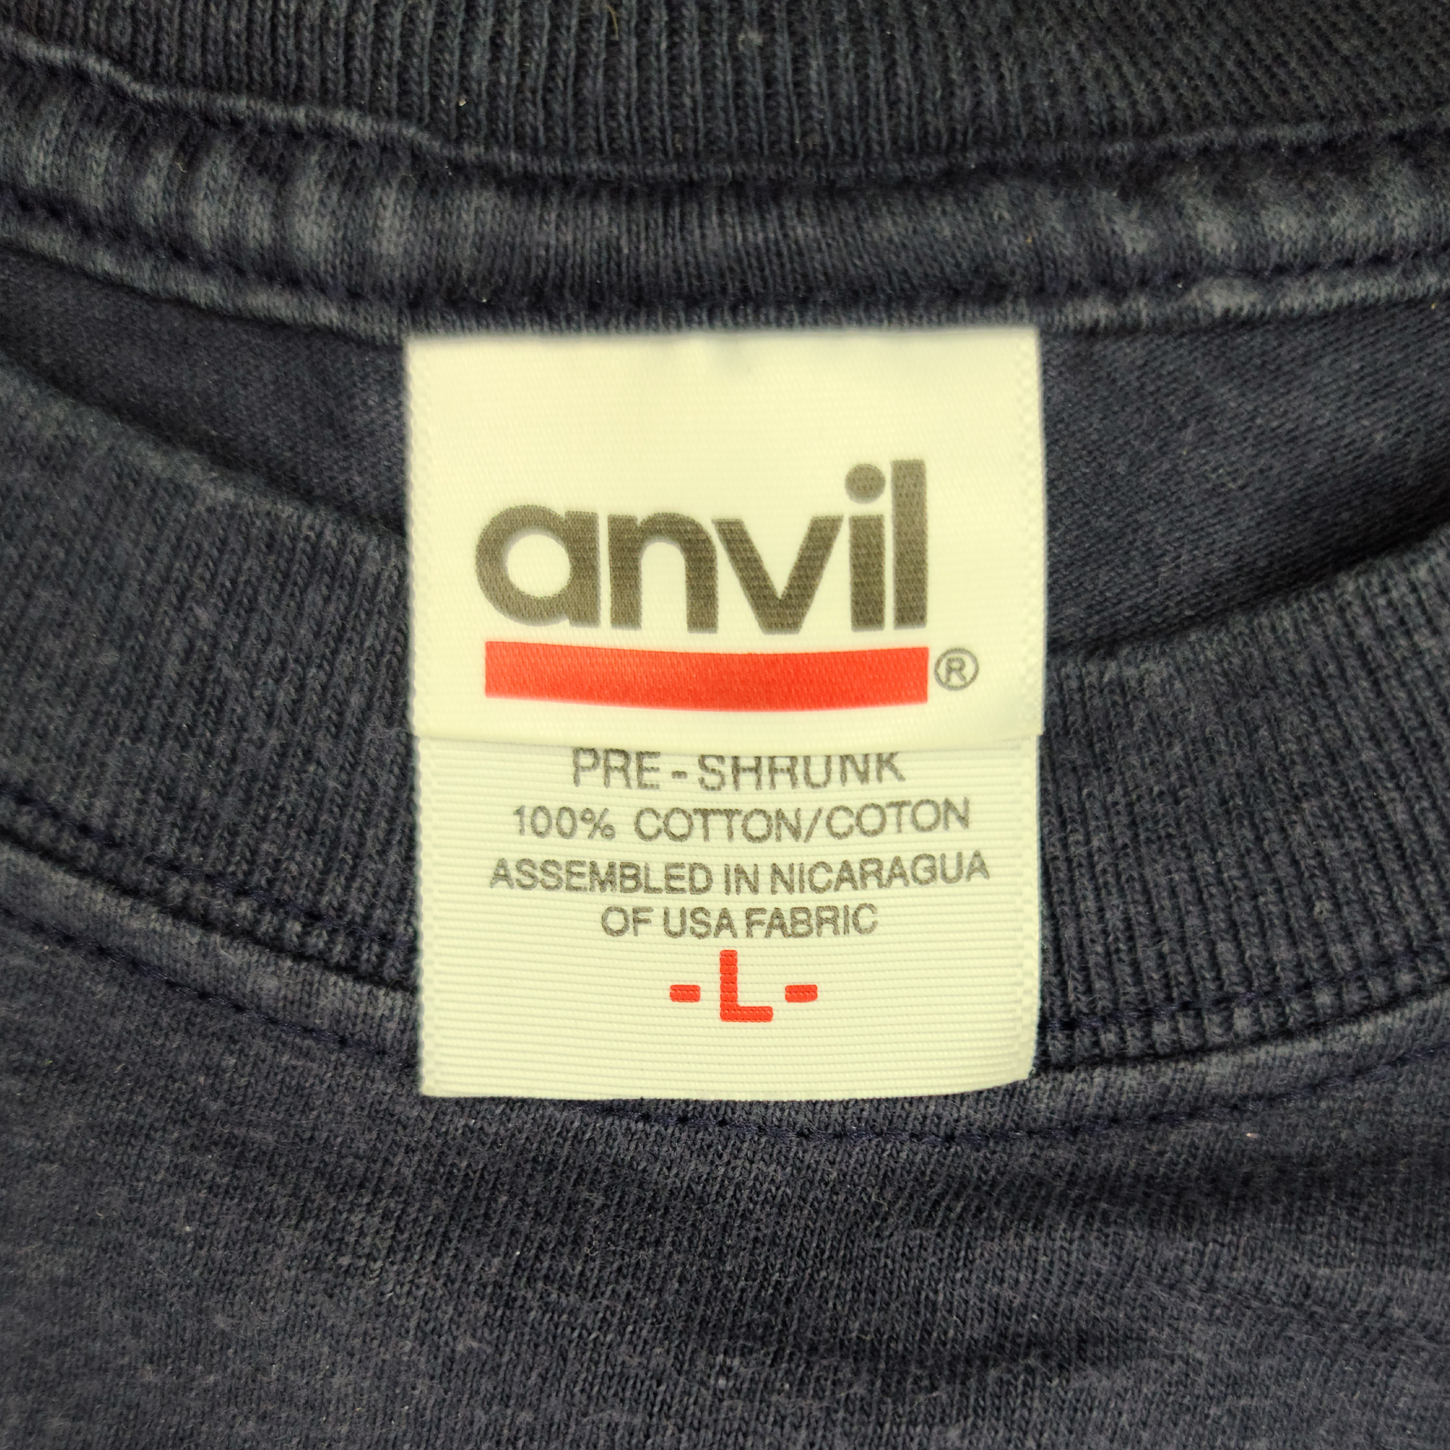 anvil®
PRE-SHRUNK
100% COTTON/COTON
ASSEMBLED IN NICARAGUA
OF USA FABRIC
-L-